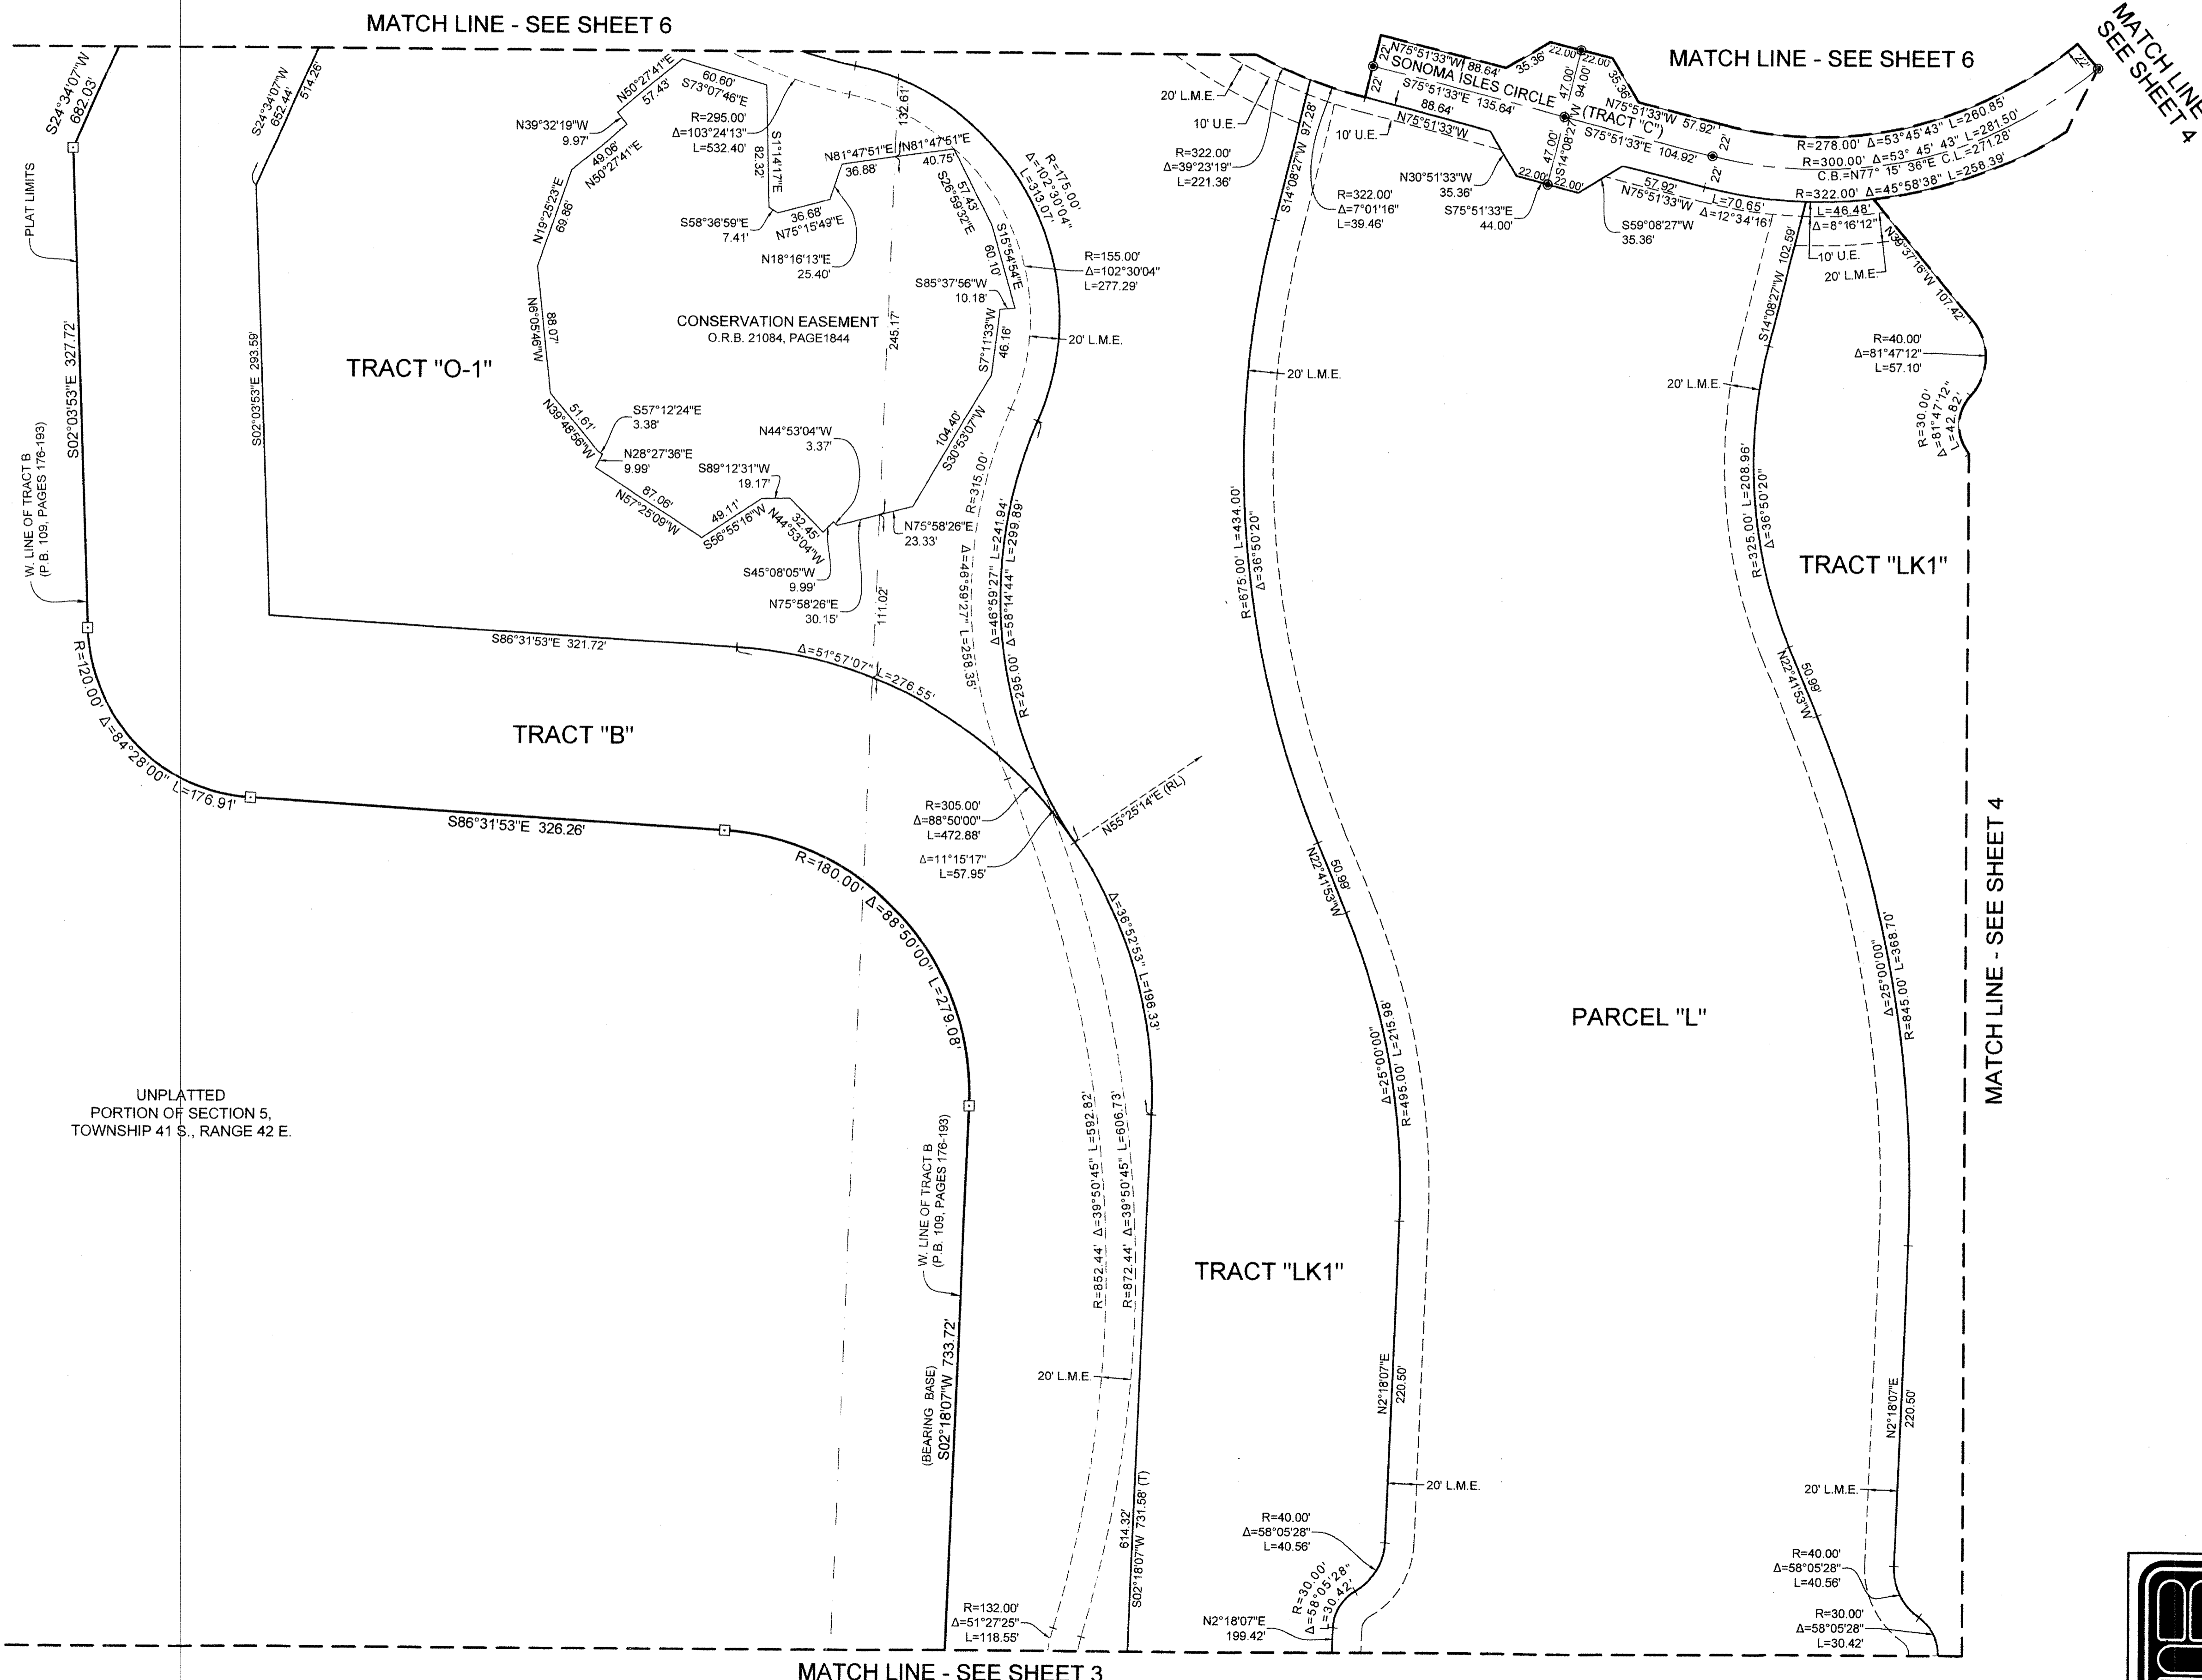 MATCH LINE - SEE SHEET 6
MATCH LINE - SEE SHEET 6
MATCH LINE
SEE SHEET 4
S24°34'07"W
682.03'
S24°34'07"W
652.44'
514.26'
PLAT LIMITS
W. LINE OF TRACT B
(P.B. 109, PAGES 176-193)
S02°03'53"E 327.72'
S02°03'53"E 293.59'
TRACT "O-1"
N50°27'41"E
57.43'
60.60'
S73°07'46"E
N39°32'19"W
9.97'
49.06'
N50°27'41"E
N19°25'23"E
69.86'
R=295.00'
Δ=103°24'13"
L=532.40'
S1°14'17"E
82.32'
132.61'
N81°47'51"E
36.88'
N81°47'51"E
40.75'
S58°36'59"E
7.41'
36.68'
N75°15'49"E
N18°16'13"E
25.40'
57.43'
S26°59'32"E
S15°54'54"E
60.10'
S85°37'56"W
10.18'
S7°11'33"W
46.16'
R=175.00'
Δ=102°30'04"
L=313.07'
R=155.00'
Δ=102°30'04"
L=277.29'
20' L.M.E.
CONSERVATION EASEMENT
O.R.B. 21084, PAGE1844
245.17'
N6°05'46"W
88.07'
51.61'
N39°48'56"W
S57°12'24"E
3.38'
N28°27'36"E
9.99'
87.06'
N57°25'09"W
S89°12'31"W
19.17'
49.11'
S56°55'16"W
N44°53'04"W
3.37'
32.45'
N44°53'04"W
S45°08'05"W
9.99'
N75°58'26"E
30.15'
N75°58'26"E
23.33'
104.40'
S30°53'07"W
111.02'
R=315.00'
Δ=46°59'27" L=258.35'
Δ=46°59'27" L=241.94'
R=295.00' Δ=58°14'44" L=299.89'
S86°31'53"E 321.72'
Δ=51°57'07" L=276.55'
TRACT "B"
R=120.00' Δ=84°28'00" L=176.91'
S86°31'53"E 326.26'
R=180.00' Δ=88°50'00" L=279.08'
R=305.00'
Δ=88°50'00"
L=472.88'
Δ=11°15'17"
L=57.95'
N55°25'14"E (RL)
Δ=36°52'53" L=196.33'
UNPLATTED
PORTION OF SECTION 5,
TOWNSHIP 41 S., RANGE 42 E.
W. LINE OF TRACT B
(P.B. 109, PAGES 176-193)
(BEARING BASE)
S02°18'07"W 733.72'
R=852.44' Δ=39°50'45" L=592.82'
R=872.44' Δ=39°50'45" L=606.73'
20' L.M.E.
614.32'
S02°18'07"W 731.58' (T)
R=132.00'
Δ=51°27'25"
L=118.55'
MATCH LINE - SEE SHEET 3
20' L.M.E.
10' U.E.
R=322.00'
Δ=39°23'19"
L=221.36'
S14°08'27"W 97.28'
10' U.E.
R=322.00'
Δ=7°01'16"
L=39.46'
22'
22'
N75°51'33"W 88.64'
SONOMA ISLES CIRCLE
(TRACT "C")
S75°51'33"E 135.64'
88.64'
N75°51'33"W
35.36'
22.00'
22.00'
35.36'
47.00'
94.00'
47.00'
S14°08'27"W
N75°51'33"W 57.92'
S75°51'33"E 104.92'
22'
22'
N30°51'33"W
35.36'
22.00'
22.00'
S75°51'33"E
44.00'
57.92'
N75°51'33"W
S59°08'27"W
35.36'
L=70.65'
Δ=12°34'16"
R=278.00' Δ=53°45'43" L=260.85'
R=300.00' Δ=53° 45' 43" L=281.50'
C.B.=N77° 15' 36"E C.L.=271.28'
R=322.00' Δ=45°58'38" L=258.39'
22'
L=46.48'
Δ=8°16'12"
10' U.E.
20' L.M.E.
S14°08'27"W 102.59'
N39°37'16"W 107.42'
R=40.00'
Δ=81°47'12"
L=57.10'
R=30.00'
Δ=81°47'12"
L=42.82'
20' L.M.E.
20' L.M.E.
R=675.00' L=434.00'
Δ=36°50'20"
R=325.00' L=208.96'
Δ=36°50'20"
TRACT "LK1"
N22°41'53"W
50.99'
50.99'
N22°41'53"W
MATCH LINE - SEE SHEET 4
PARCEL "L"
Δ=25°00'00"
R=495.00' L=215.98'
Δ=25°00'00"
R=845.00' L=368.70'
TRACT "LK1"
N2°18'07"E
220.50'
N2°18'07"E
220.50'
20' L.M.E.
20' L.M.E.
R=40.00'
Δ=58°05'28"
L=40.56'
R=30.00'
Δ=58°05'28"
L=30.42'
N2°18'07"E
199.42'
R=40.00'
Δ=58°05'28"
L=40.56'
R=30.00'
Δ=58°05'28"
L=30.42'